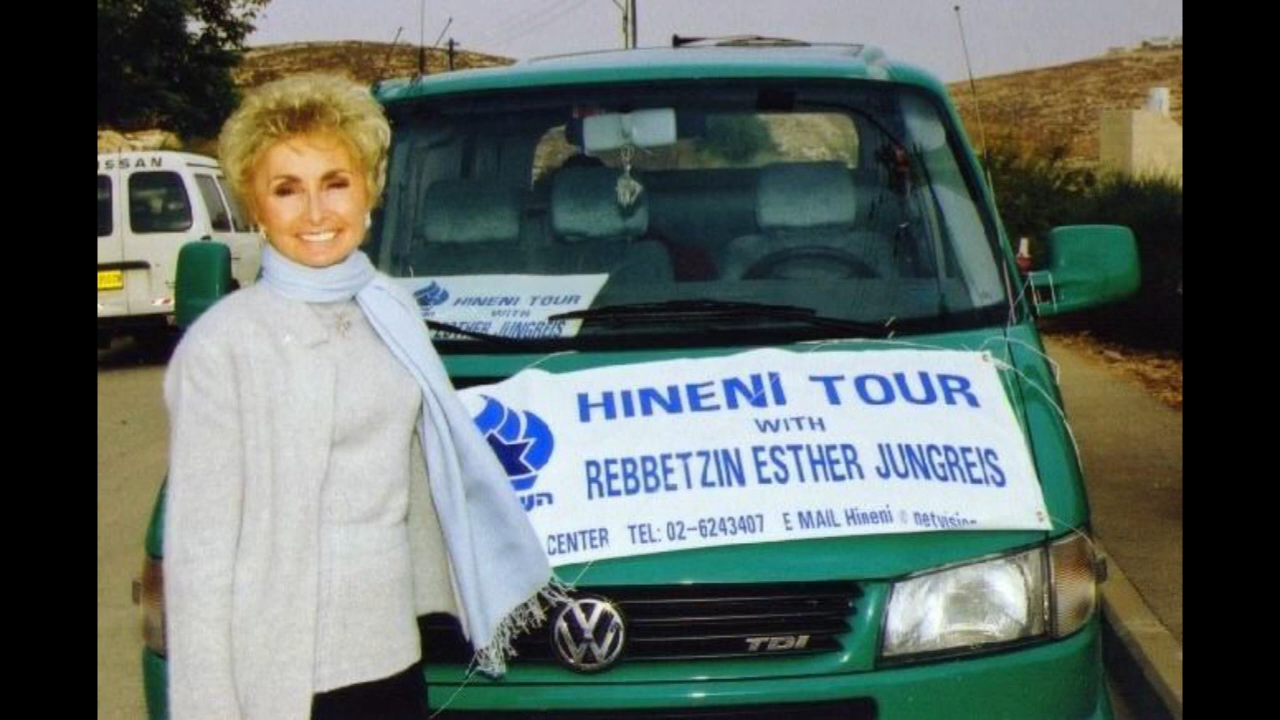 SSAN
HINENI TOUR
WITH
ESTHER JUNGREIS
HINENI TOUR
WITH
REBBETZIN ESTHER JUNGREIS
CENTER TEL: 02-6243407 E MAIL Hineni © netvision
TDI